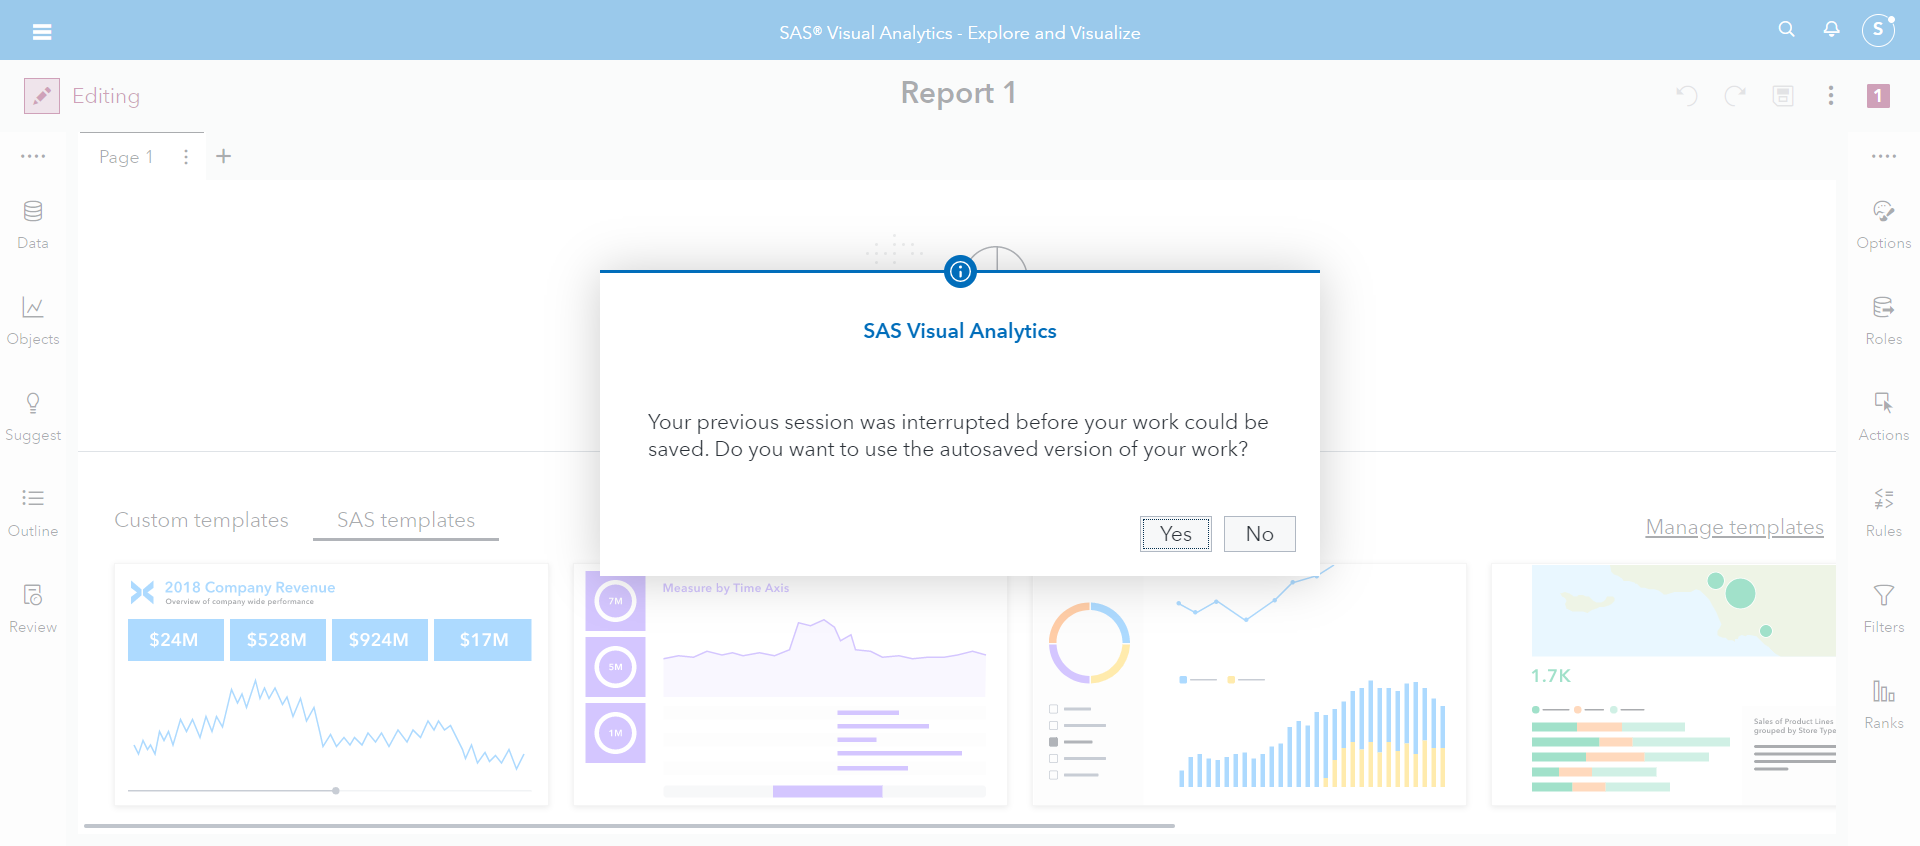 SAS® Visual Analytics - Explore and Visualize
S
Editing
Report 1
1
Page 1
Data
Objects
Suggest
Outline
Review
Options
Roles
Actions
Rules
Filters
Ranks
SAS Visual Analytics
Your previous session was interrupted before your work could be
saved. Do you want to use the autosaved version of your work?
Yes
No
Custom templates
SAS templates
Manage templates
2018 Company Revenue
Overview of company wide performance
$24M
$528M
$924M
$17M
7M
5M
1M
Measure by Time Axis
1.7K
Sales of Product Lines
grouped by Store Type